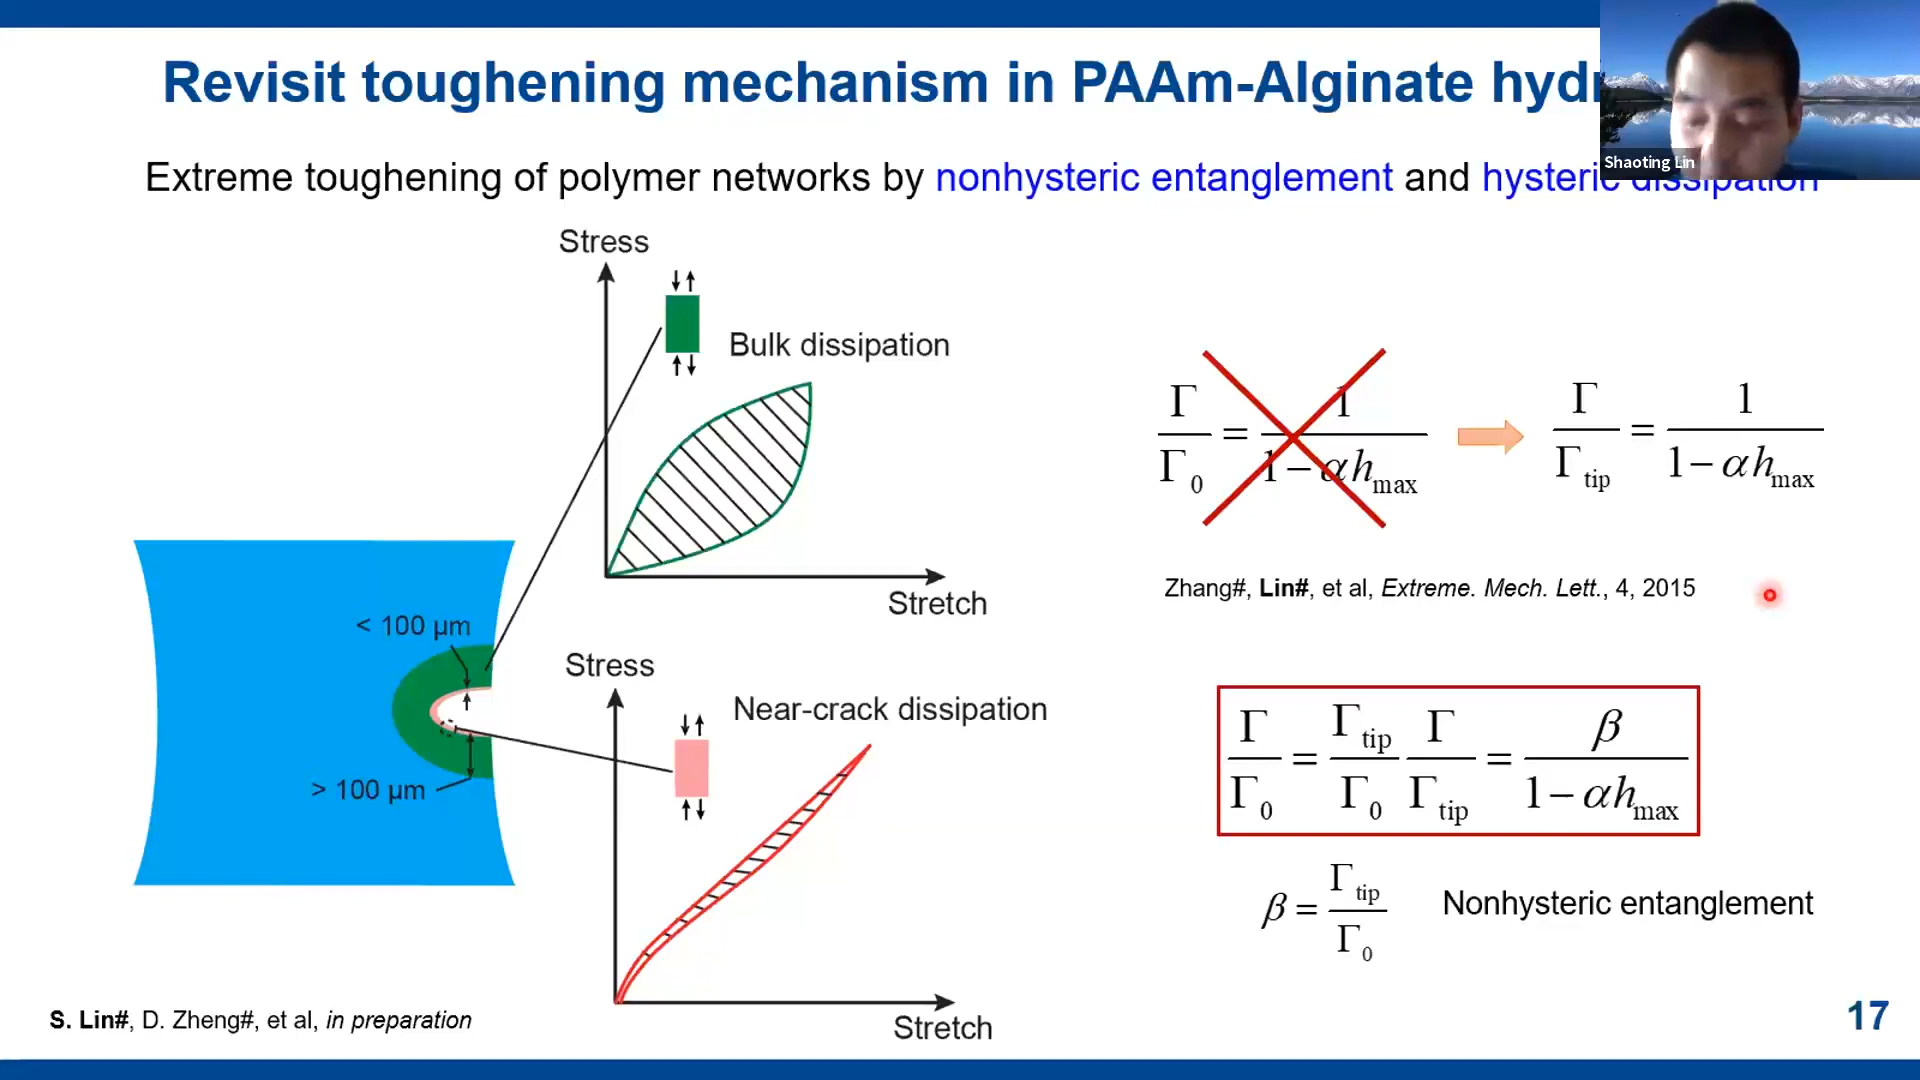 Revisit toughening mechanism in PAAm-Alginate
Shaoting Lin
Extreme toughening of polymer networks by nonhysteric entanglement and hysteric dissipation
Stress
Bulk dissipation
Stretch
< 100 μm
> 100 μm
Stress
Near-crack dissipation
Stretch
Γ/Γ0 = 1/(1−αhmax)
Γ/Γtip = 1/(1−αhmax)
Zhang#, Lin#, et al, Extreme. Mech. Lett., 4, 2015
Γ/Γ0 = Γtip/Γ0 Γ/Γtip = β/(1−αhmax)
β = Γtip/Γ0 Nonhysteric entanglement
S. Lin#, D. Zheng#, et al, in preparation
17